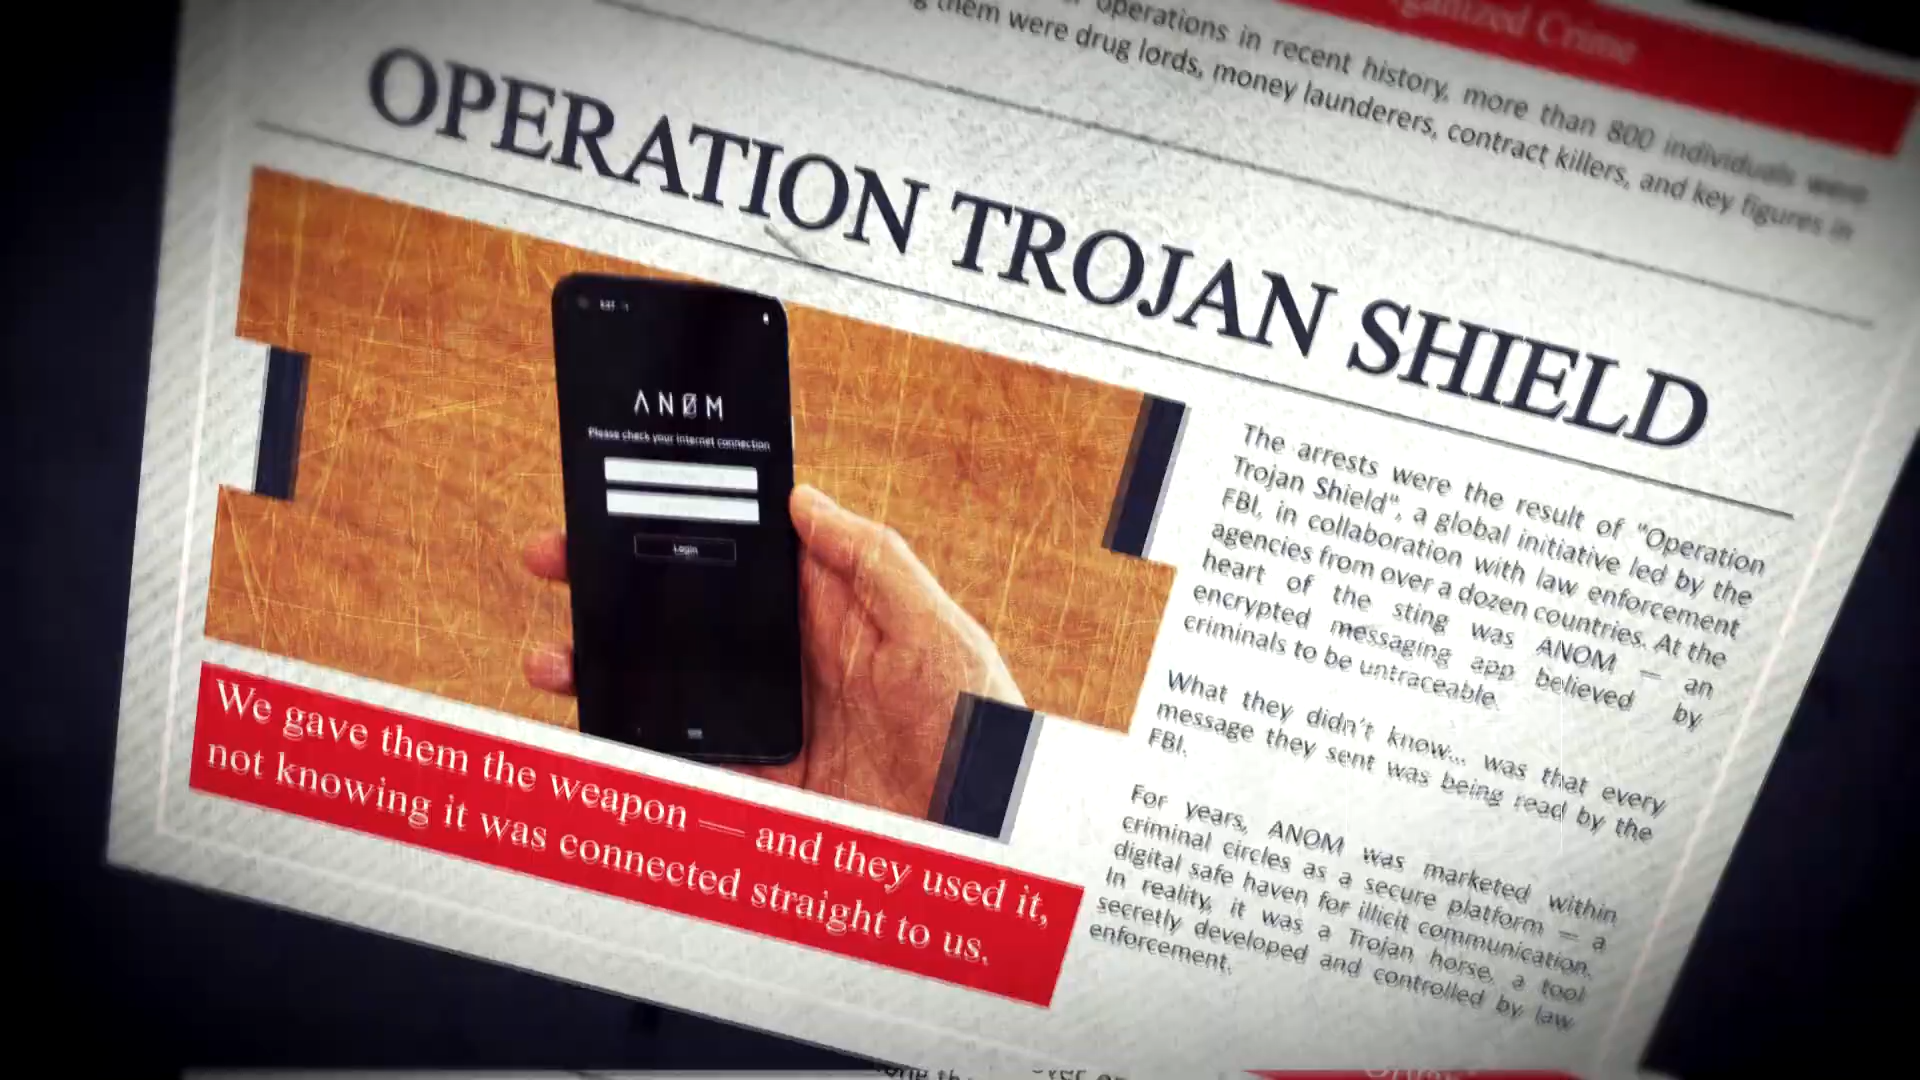 ganized Crime
operations in recent history, more than 800 individuals were
them were drug lords, money launderers, contract killers, and key figures in
OPERATION TROJAN SHIELD
ANØM
Please check your internet connection
Login
The arrests were the result of "Operation
Trojan Shield", a global initiative led by the
FBI, in collaboration with law enforcement
agencies from over a dozen countries. At the
heart of the sting was ANOM — an
encrypted messaging app believed by
criminals to be untraceable.
What they didn't know... was that every
message they sent was being read by the
FBI.
For years, ANOM was marketed within
criminal circles as a secure platform — a
digital safe haven for illicit communication.
In reality, it was a Trojan horse, a tool
secretly developed and controlled by law
enforcement.
We gave them the weapon — and they used it,
not knowing it was connected straight to us.